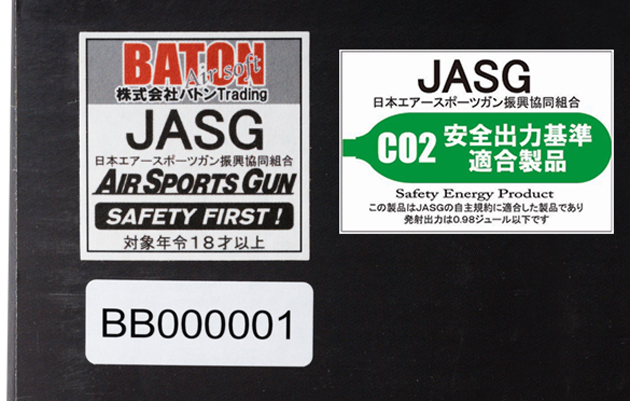 BATON
Airsoft
株式会社バトンTrading
JASG
日本エアースポーツガン振興協同組合
AIR SPORTS GUN
SAFETY FIRST!
対象年令18才以上
BB000001
JASG
日本エアースポーツガン振興協同組合
CO2 安全出力基準
適合製品
Safety Energy Product
この製品はJASGの自主規約に適合した製品であり
発射出力は0.98ジュール以下です